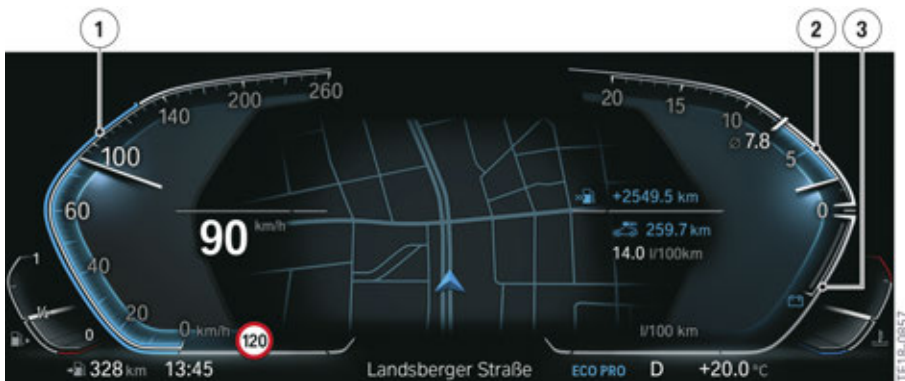 1 2 3
260
200
140
100
60
40
20
0 km/h
20
15
10
ø 7.8
5
0
+2549.5 km
259.7 km
14.0 l/100km
90 km/h
1
½
0
120
l/100 km
328 km 13:45 Landsberger Straße ECO PRO D +20.0 °C
TE18-0857